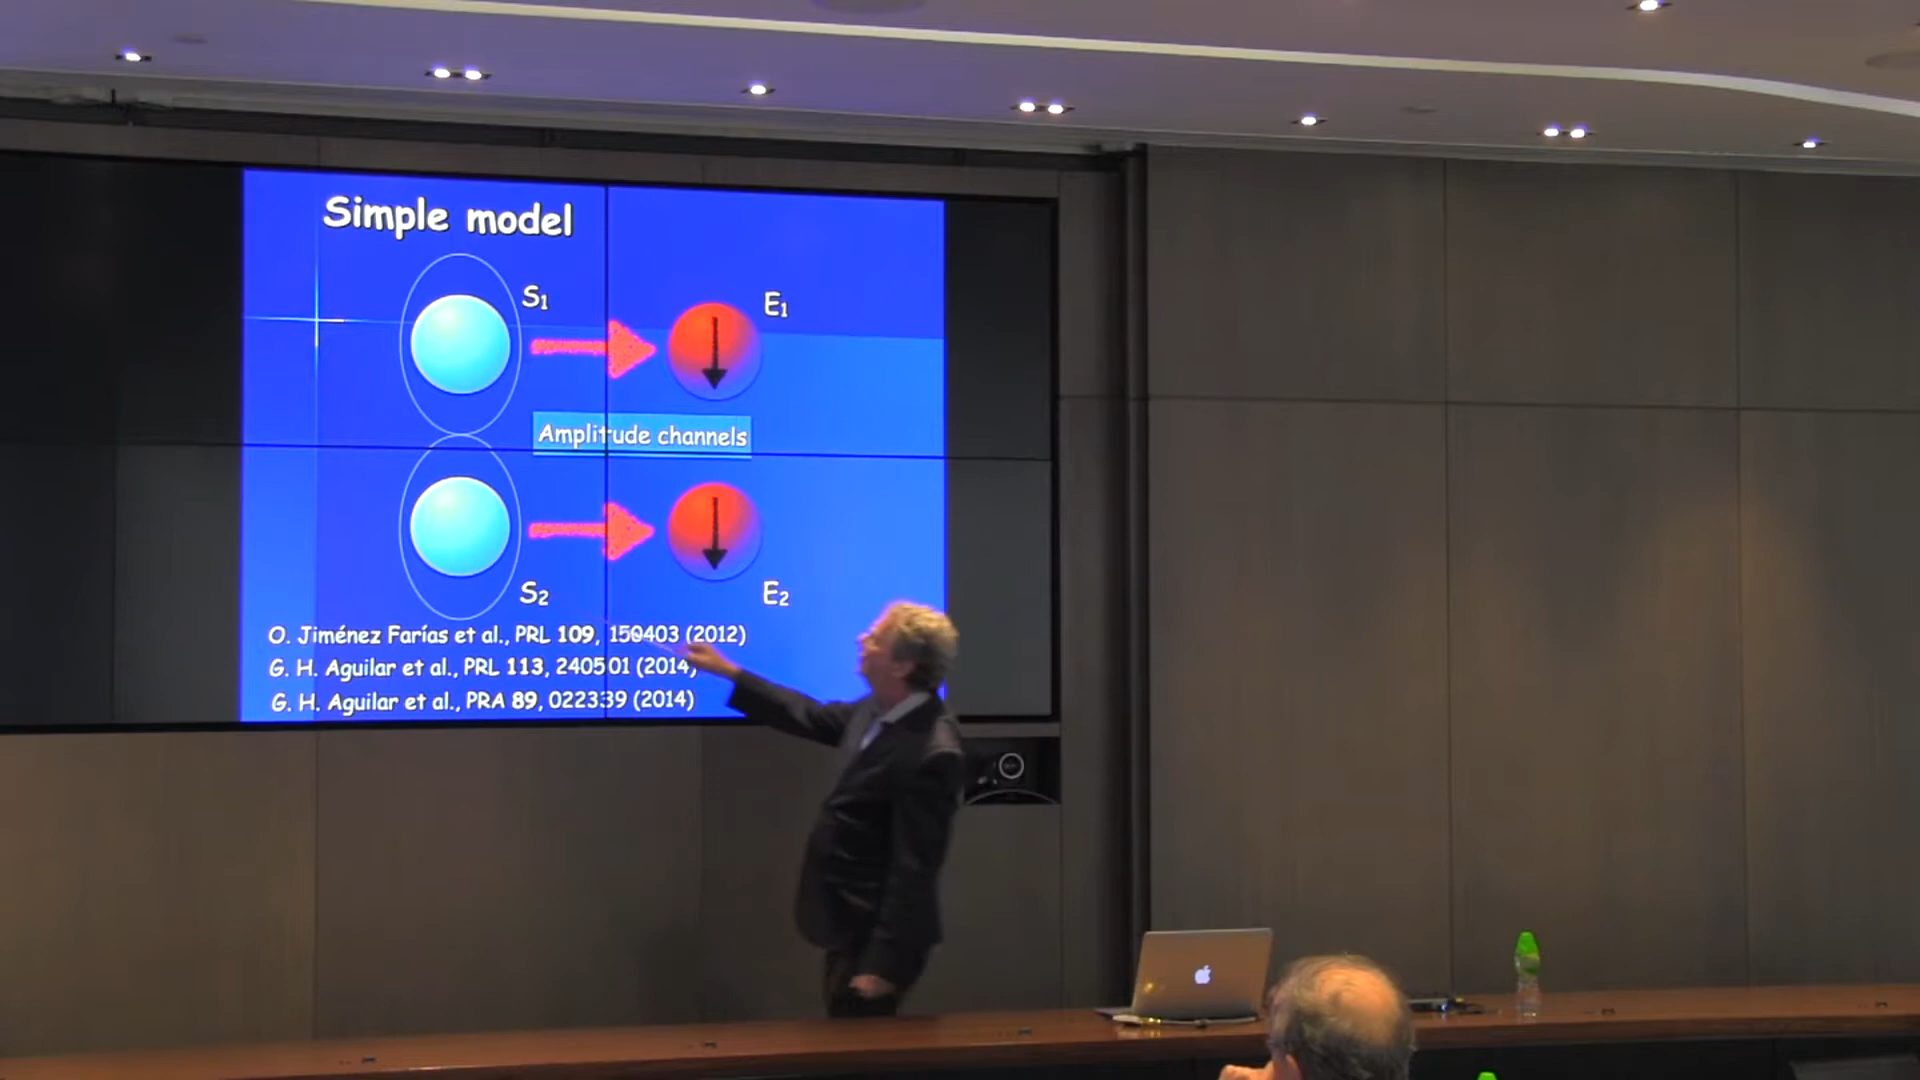 Simple model
S1
E1
Amplitude channels
S2
E2
O. Jiménez Farías et al., PRL 109, 150403 (2012)
G. H. Aguilar et al., PRL 113, 240501 (2014)
G. H. Aguilar et al., PRA 89, 022339 (2014)